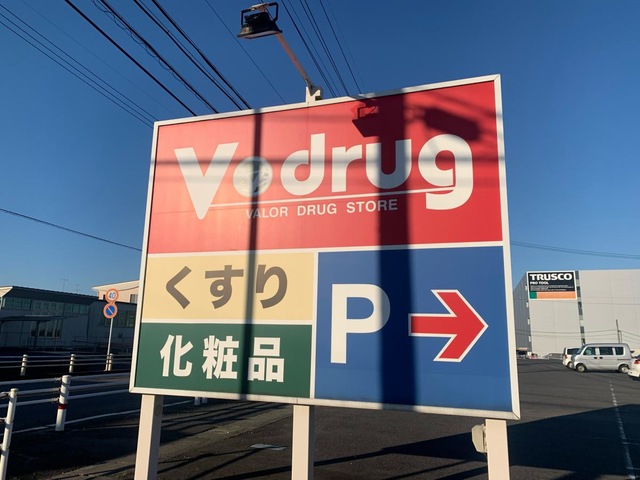 V drug
VALOR DRUG STORE
くすり
化粧品
P
TRUSCO
PRO TOOL